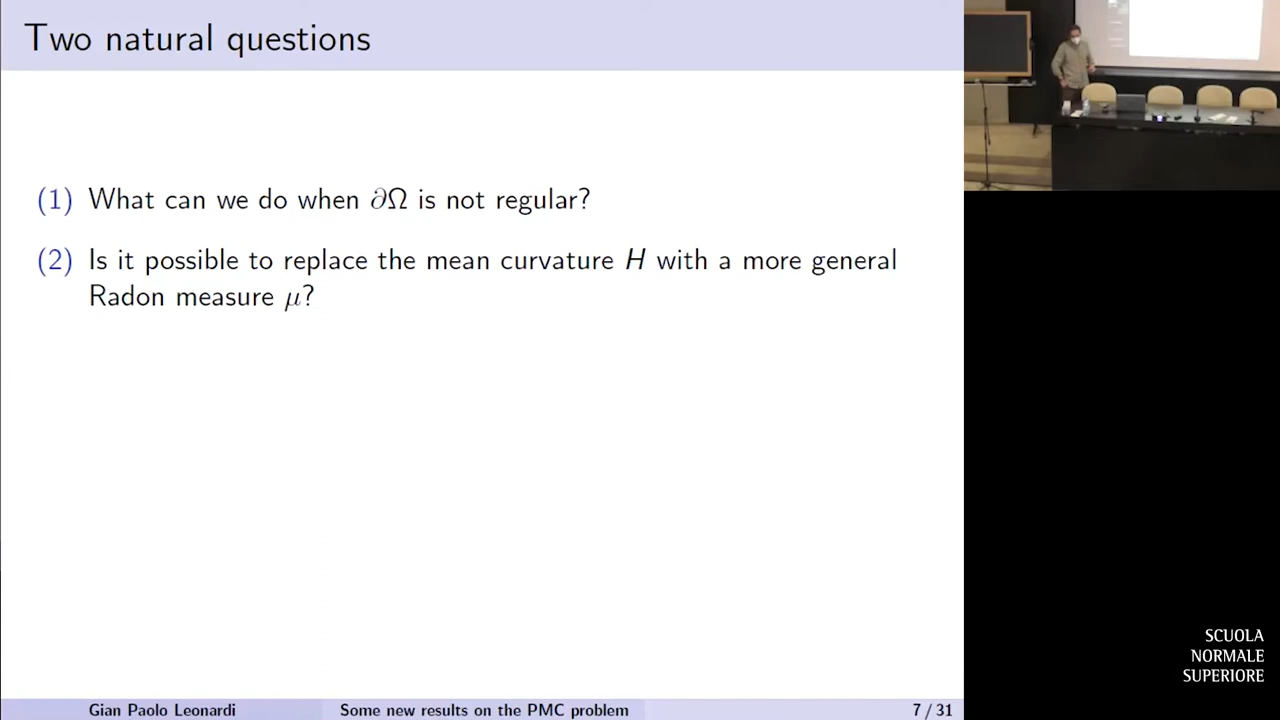 Two natural questions
(1) What can we do when ∂Ω is not regular?
(2) Is it possible to replace the mean curvature H with a more general
Radon measure μ?
Gian Paolo Leonardi
Some new results on the PMC problem
7 / 31
SCUOLA
NORMALE
SUPERIORE